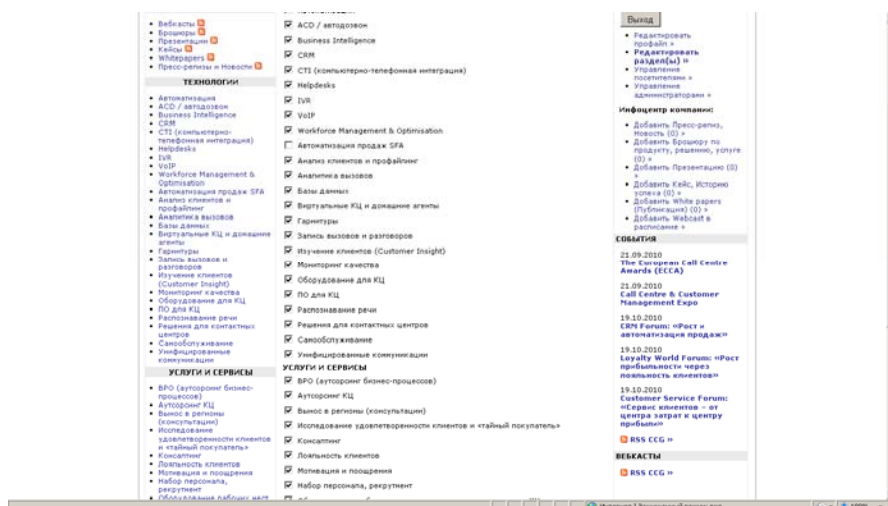 Вебкасты
Брошюры
Презентации
Кейсы
Whitepapers
Пресс-релизы и Новости
ТЕХНОЛОГИИ
Автоматизация
ACD / автодозвон
Business Intelligence
CRM
CTI (компьютерно-
телефонная интеграция)
Helpdesks
IVR
VoIP
Workforce Management &
Optimisation
Автоматизация продаж SFA
Анализ клиентов и
профайлинг
Аналитика вызовов
Базы данных
Виртуальные КЦ и домашние
агенты
Гарнитуры
Запись вызовов и
разговоров
Изучение клиентов
(Customer Insight)
Мониторинг качества
Оборудование для КЦ
ПО для КЦ
Распознавание речи
Решения для контактных
центров
Самообслуживание
Унифицированные
коммуникации
УСЛУГИ И СЕРВИСЫ
BPO (аутсорсинг бизнес-
процессов)
Аутсорсинг КЦ
Вынос в регионы
(консультации)
Исследование
удовлетворенности клиентов
и «тайный покупатель»
Консалтинг
Лояльность клиентов
Мотивация и поощрения
Набор персонала,
рекрутмент
Оборудование рабочих мест
ACD / автодозвон
Business Intelligence
CRM
CTI (компьютерно-телефонная интеграция)
Helpdesks
IVR
VoIP
Workforce Management & Optimisation
Автоматизация продаж SFA
Анализ клиентов и профайлинг
Аналитика вызовов
Базы данных
Виртуальные КЦ и домашние агенты
Гарнитуры
Запись вызовов и разговоров
Изучение клиентов (Customer Insight)
Мониторинг качества
Оборудование для КЦ
ПО для КЦ
Распознавание речи
Решения для контактных центров
Самообслуживание
Унифицированные коммуникации
УСЛУГИ И СЕРВИСЫ
BPO (аутсорсинг бизнес-процессов)
Аутсорсинг КЦ
Вынос в регионы (консультации)
Исследование удовлетворенности клиентов и «тайный покупатель»
Консалтинг
Лояльность клиентов
Мотивация и поощрения
Набор персонала, рекрутмент
Выход
Редактировать
профайл »
Редактировать
раздел(ы) »
Управления
посетителями »
Управления
администраторами »
Инфоцентр компании:
Добавить Пресс-релиз,
Новость (0) »
Добавить Брошюру по
продукту, решению, услуге
(0) »
Добавить Презентацию (0)
»
Добавить Кейс, Историю
успеха (0) »
Добавить White papers
(Публикация) (0) »
Добавить Webcast в
расписание »
СОБЫТИЯ
21.09.2010
The European Call Centre
Awards (ECCA)
21.09.2010
Call Centre & Customer
Management Expo
19.10.2010
CRM Forum: «Рост и
автоматизация продаж»
19.10.2010
Loyalty World Forum: «Рост
прибыльности через
лояльность клиентов»
19.10.2010
Customer Service Forum:
«Сервис клиентов – от
центра затрат к центру
прибыли»
RSS CCG »
ВЕБКАСТЫ
RSS CCG »